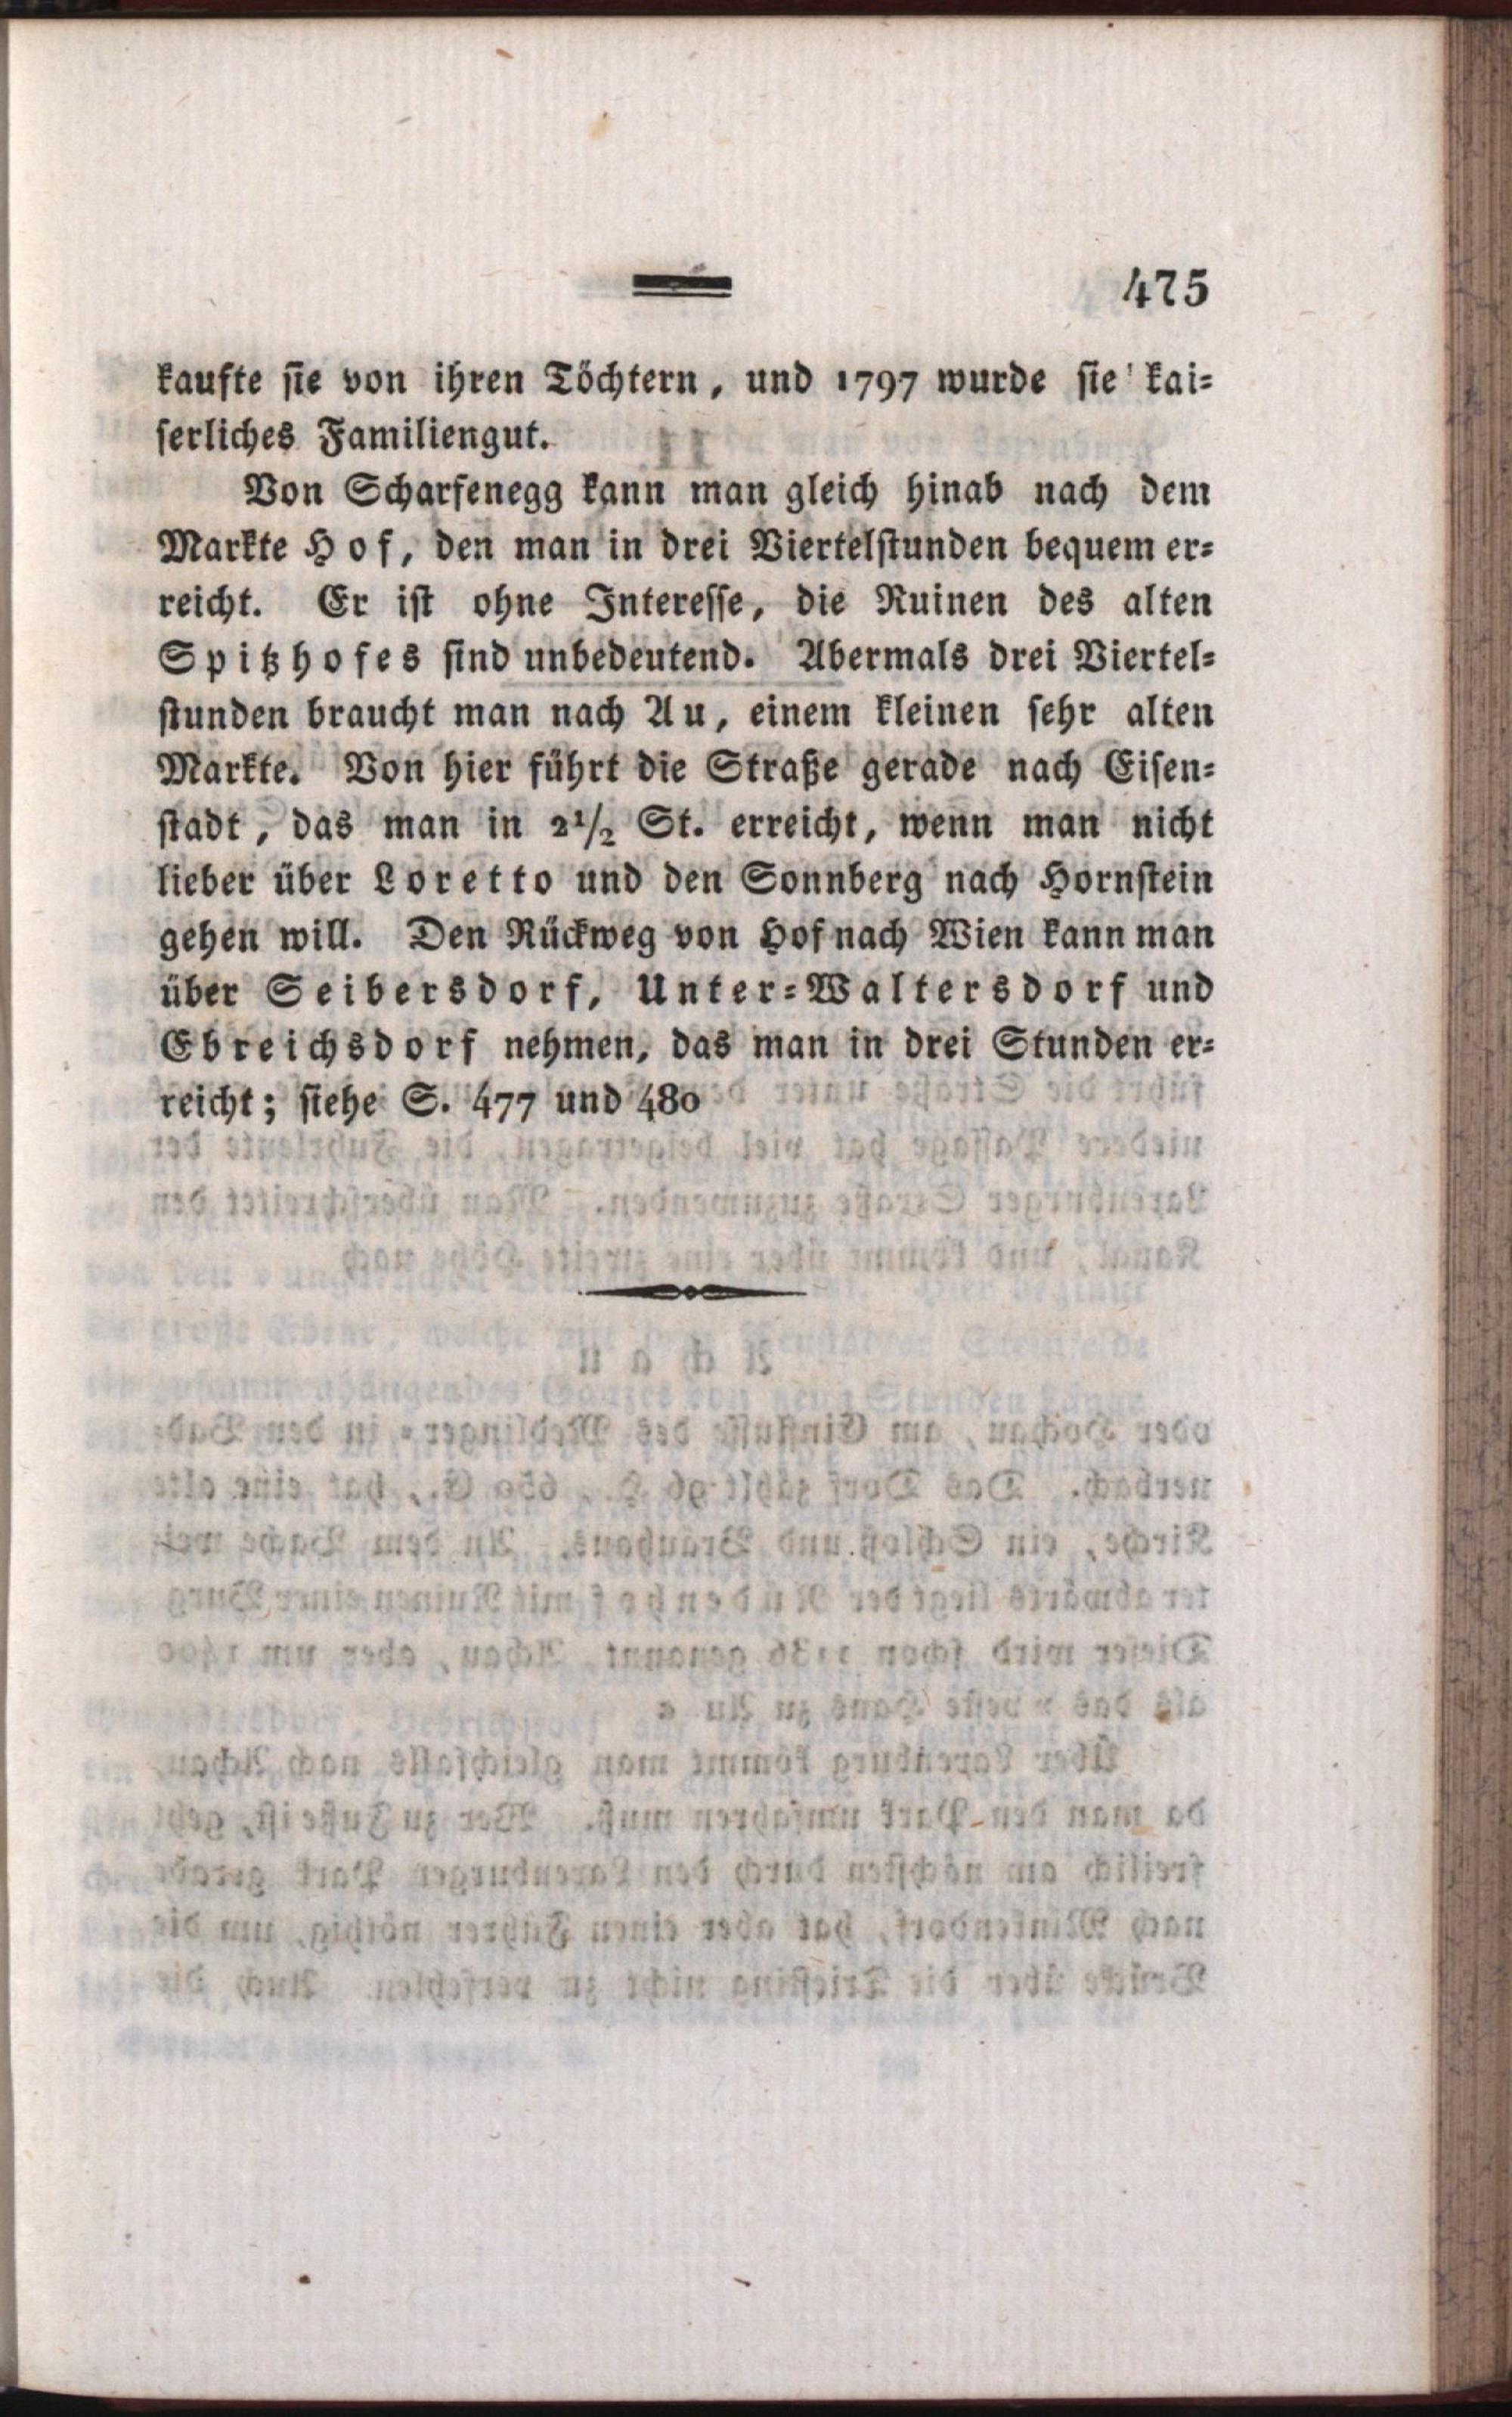 475
kaufte sie von ihren Töchtern, und 1797 wurde sie kai-
serliches Familiengut.
Von Scharfenegg kann man gleich hinab nach dem
Markte Hof, den man in drei Viertelstunden bequem er-
reicht. Er ist ohne Interesse, die Ruinen des alten
Spitzhofes sind unbedeutend. Abermals drei Viertel-
stunden braucht man nach Au, einem kleinen sehr alten
Markte. Von hier führt die Straße gerade nach Eisen-
stadt, das man in 2 1/2 St. erreicht, wenn man nicht
lieber über Loretto und den Sonnberg nach Hornstein
gehen will. Den Rückweg von Hof nach Wien kann man
über Seibersdorf, Unter-Waltersdorf und
Ebreichsdorf nehmen, das man in drei Stunden er-
reicht; siehe S. 477 und 480